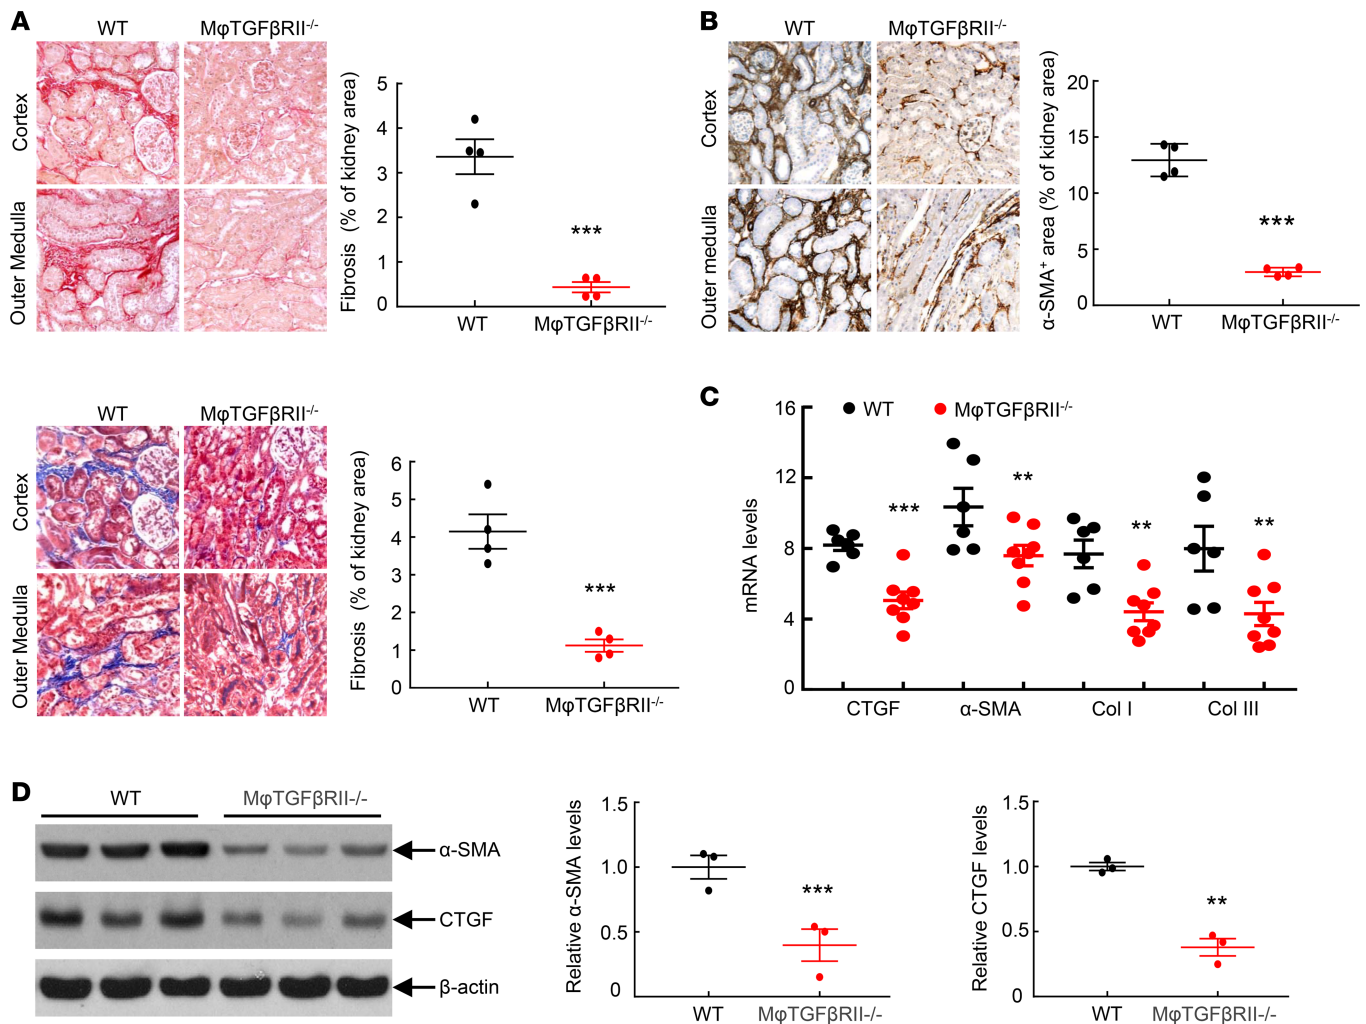 A
WT MφTGFβRII-/-
Cortex
Outer Medulla
Fibrosis (% of kidney area)
5
4
3
2
1
0
***
WT MφTGFβRII-/-
B
WT MφTGFβRII-/-
Cortex
Outer medulla
α-SMA+ area (% of kidney area)
20
15
10
5
0
***
WT MφTGFβRII-/-
WT MφTGFβRII-/-
Cortex
Outer Medulla
Fibrosis (% of kidney area)
6
5
4
3
2
1
0
***
WT MφTGFβRII-/-
C
WT MφTGFβRII-/-
mRNA levels
16
12
8
4
0
*** ** ** **
CTGF α-SMA Col I Col III
D
WT MφTGFβRII-/-
α-SMA
CTGF
β-actin
Relative α-SMA levels
1.5
1.0
0.5
0
***
WT MφTGFβRII-/-
Relative CTGF levels
1.5
1.0
0.5
0
**
WT MφTGFβRII-/-